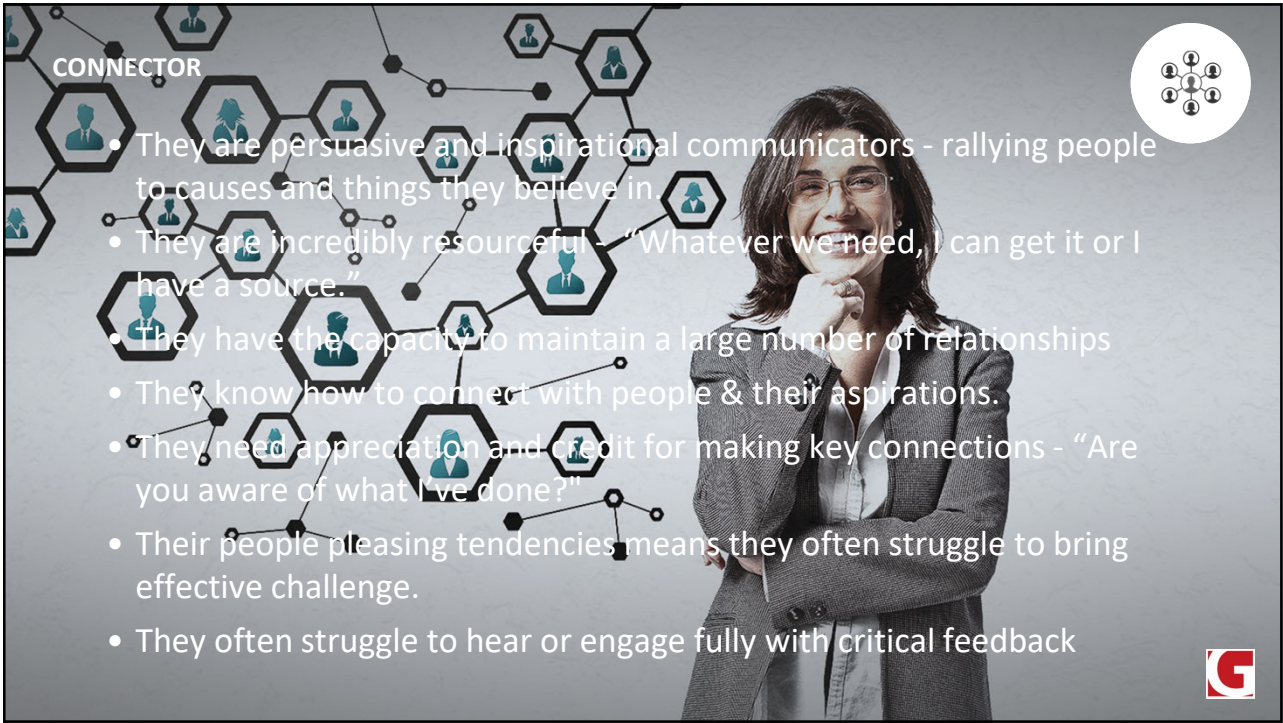 CONNECTOR
• They are persuasive and inspirational communicators - rallying people
to causes and things they believe in.
• They are incredibly resourceful - “Whatever we need, I can get it or I
have a source.”
• They have the capacity to maintain a large number of relationships
• They know how to connect with people & their aspirations.
• They need appreciation and credit for making key connections - “Are
you aware of what I’ve done?"
• Their people pleasing tendencies means they often struggle to bring
effective challenge.
• They often struggle to hear or engage fully with critical feedback
G